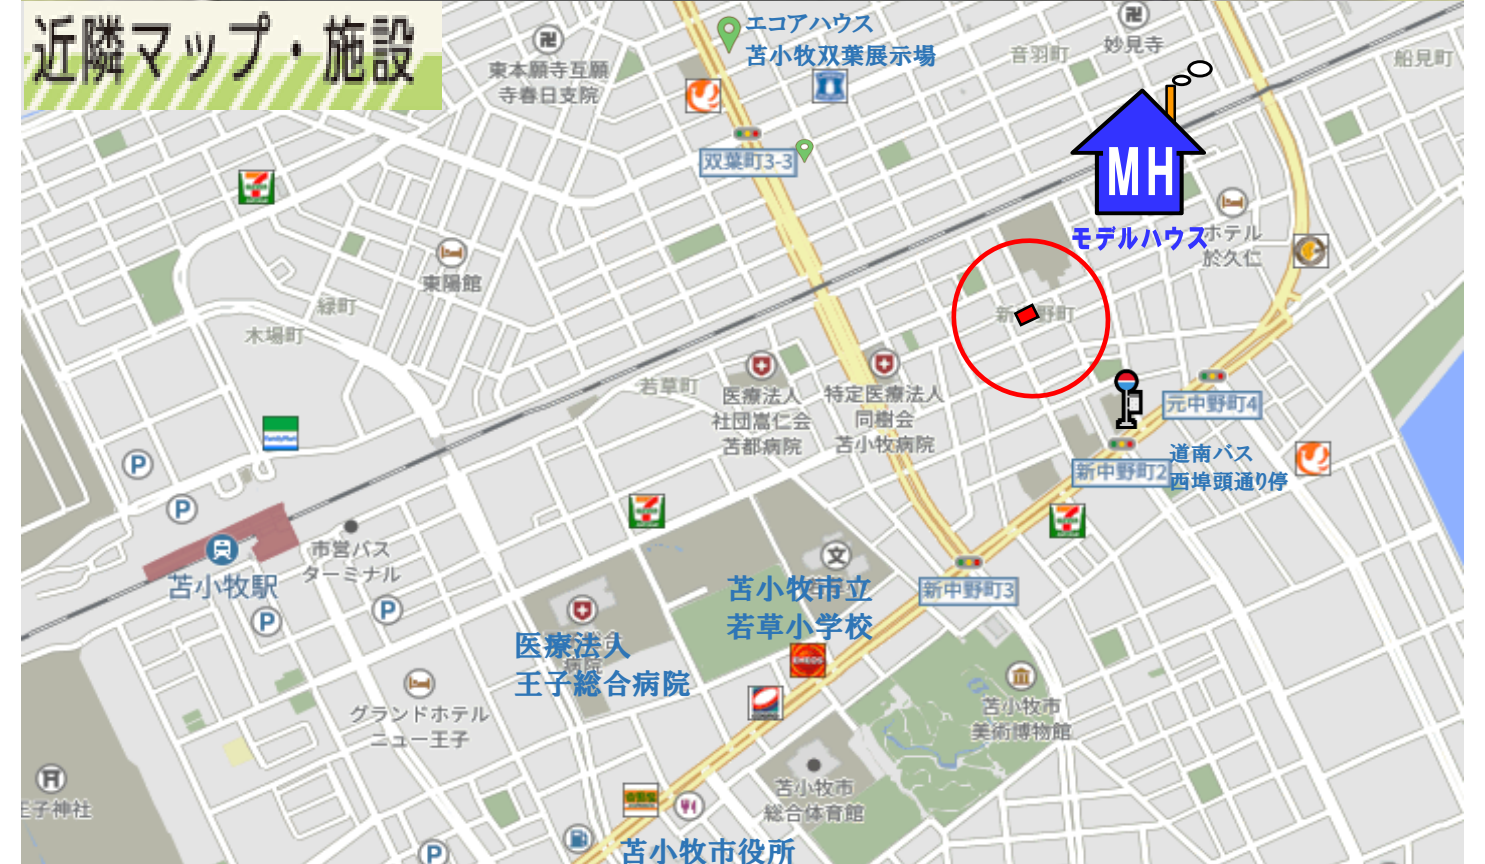 近隣マップ・施設
エコアハウス
苫小牧双葉展示場
妙見寺
音羽町
船見町
東本願寺互願
寺春日支院
双葉町3-3
MH
モデルハウス
ホテル
於久仁
東陽館
緑町
木場町
新
野町
若草町
医療法人
社団嵩仁会
苫都病院
特定医療法人
同樹会
苫小牧病院
元中野町4
FamilyMart
P
新中野町2
道南バス
西埠頭通り停
P
市営バス
ターミナル
苫小牧駅
P
P
文
新中野町3
苫小牧市立
若草小学校
医療法人
王子総合病院
病院
ENEOS
グランドホテル
ニュー王子
苫小牧市
美術博物館
王子神社
苫小牧市
総合体育館
苫小牧市役所
P